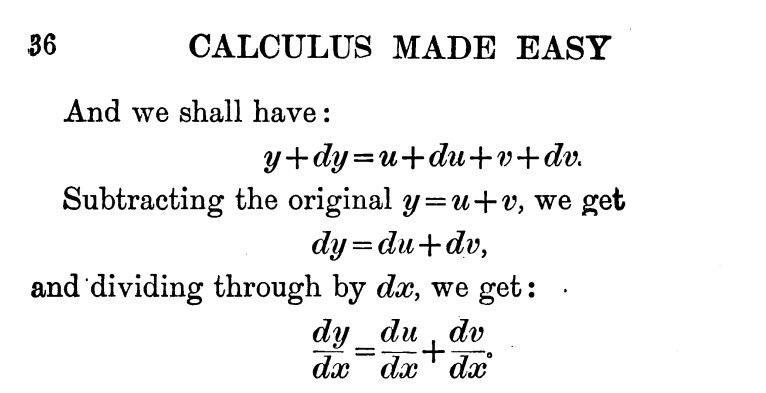 36 CALCULUS MADE EASY
And we shall have:
y+dy=u+du+v+dv.
Subtracting the original y=u+v, we get
dy=du+dv,
and dividing through by dx, we get:
dy/dx=du/dx+dv/dx.